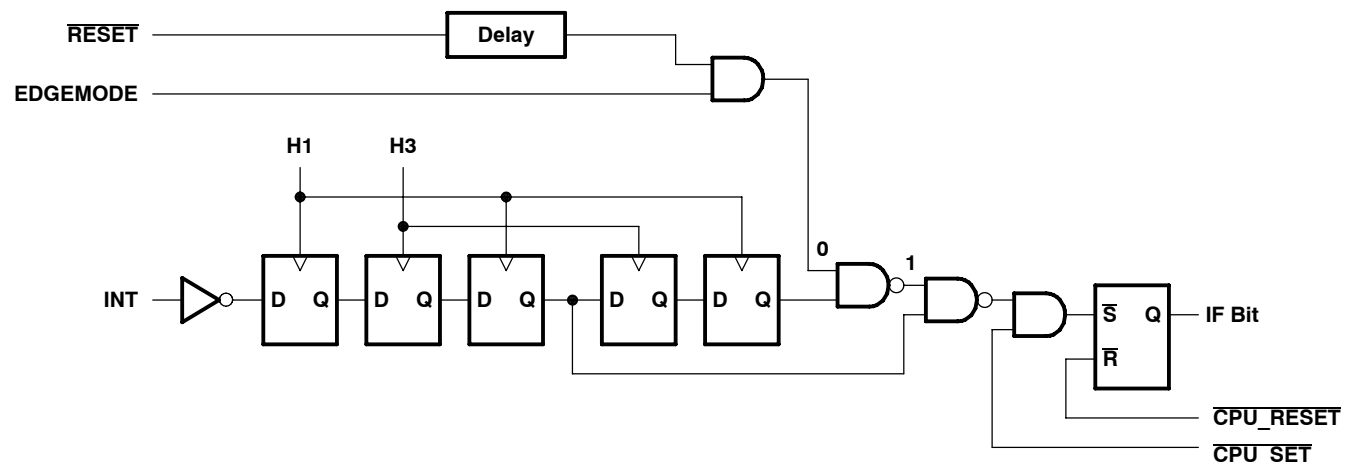 RESET
Delay
EDGEMODE
H1 H3
0
1
INT
D Q D Q D Q D Q D Q
S Q
IF Bit
R
CPU_RESET
CPU_SET